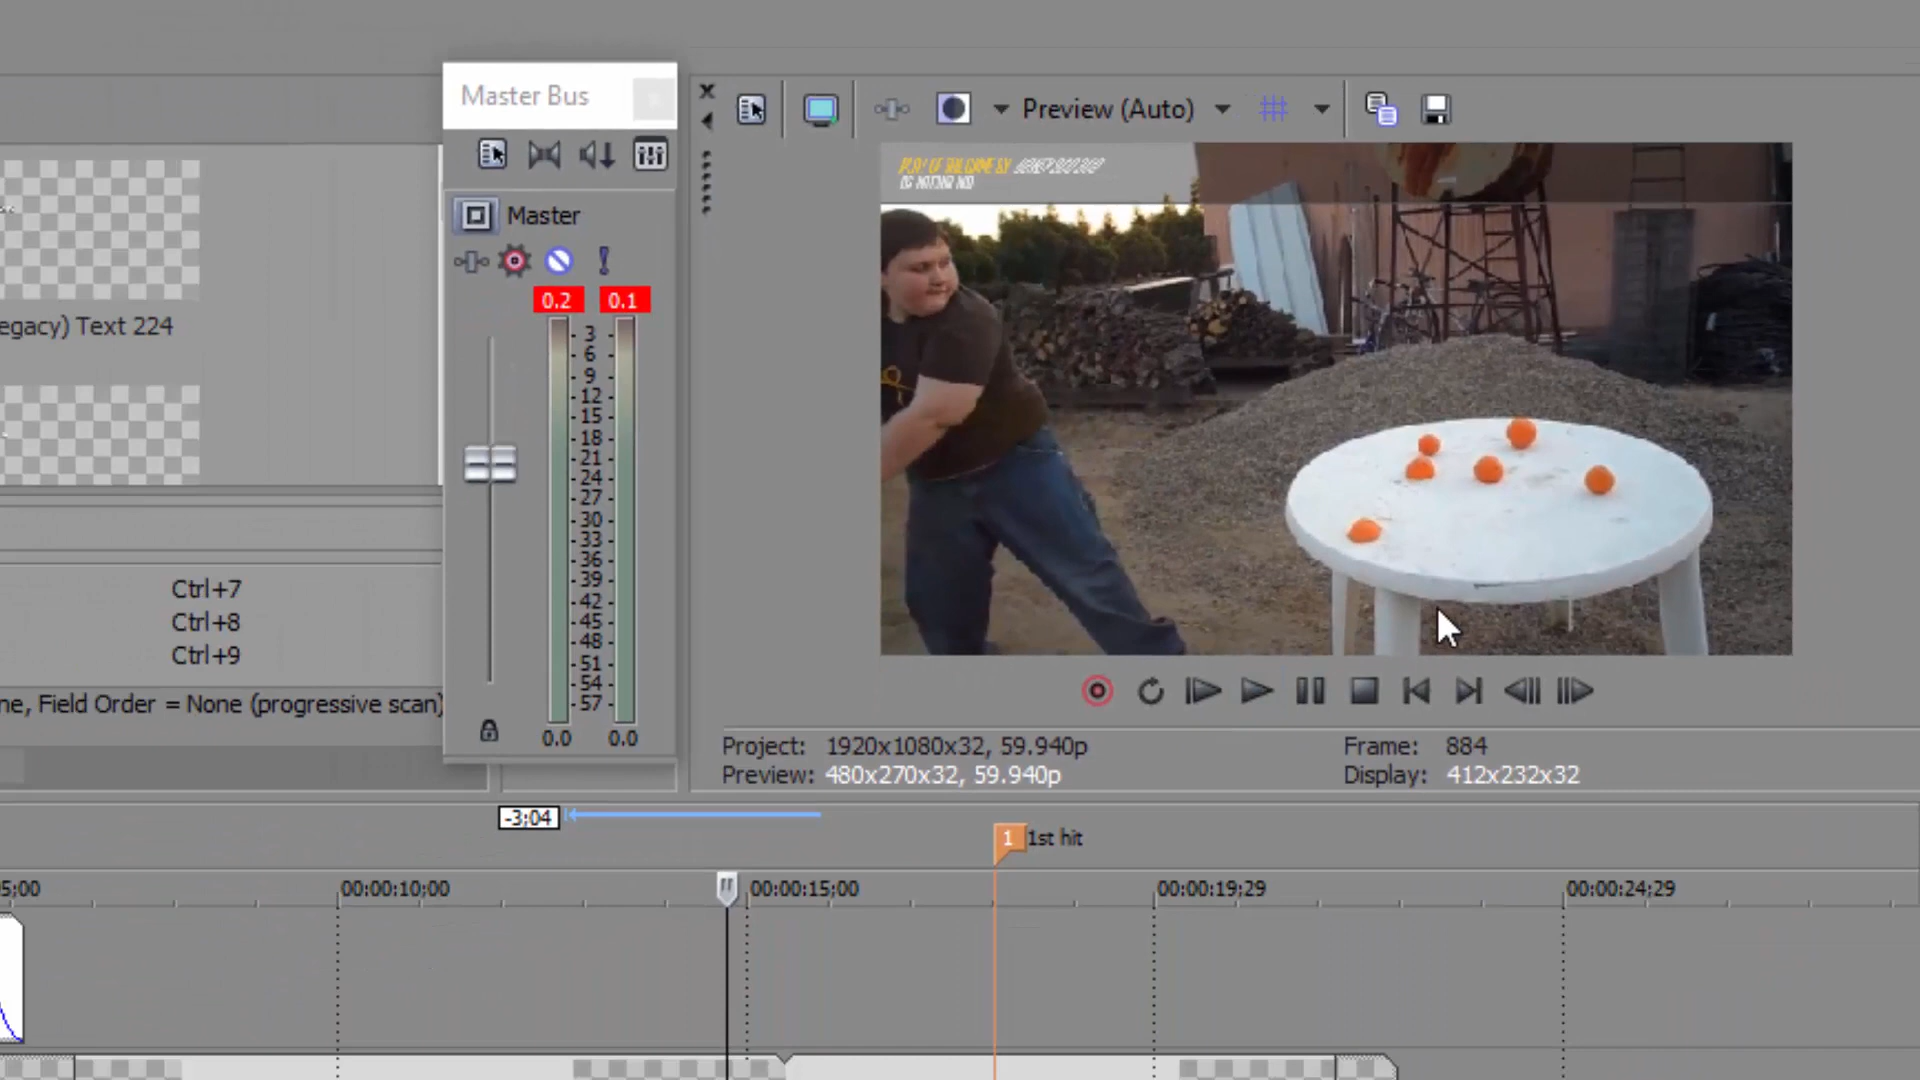 Master Bus
Preview (Auto)
Master
0.2 0.1
3
6
9
12
15
18
21
24
27
30
33
36
39
42
45
48
51
54
57
0.0 0.0
egacy) Text 224
Ctrl+7
Ctrl+8
Ctrl+9
ne, Field Order = None (progressive scan)
Project: 1920x1080x32, 59.940p
Preview: 480x270x32, 59.940p
Frame: 884
Display: 412x232x32
-3;04
1 1st hit
5;00 00:00:10;00 00:00:15;00 00:00:19;29 00:00:24;29